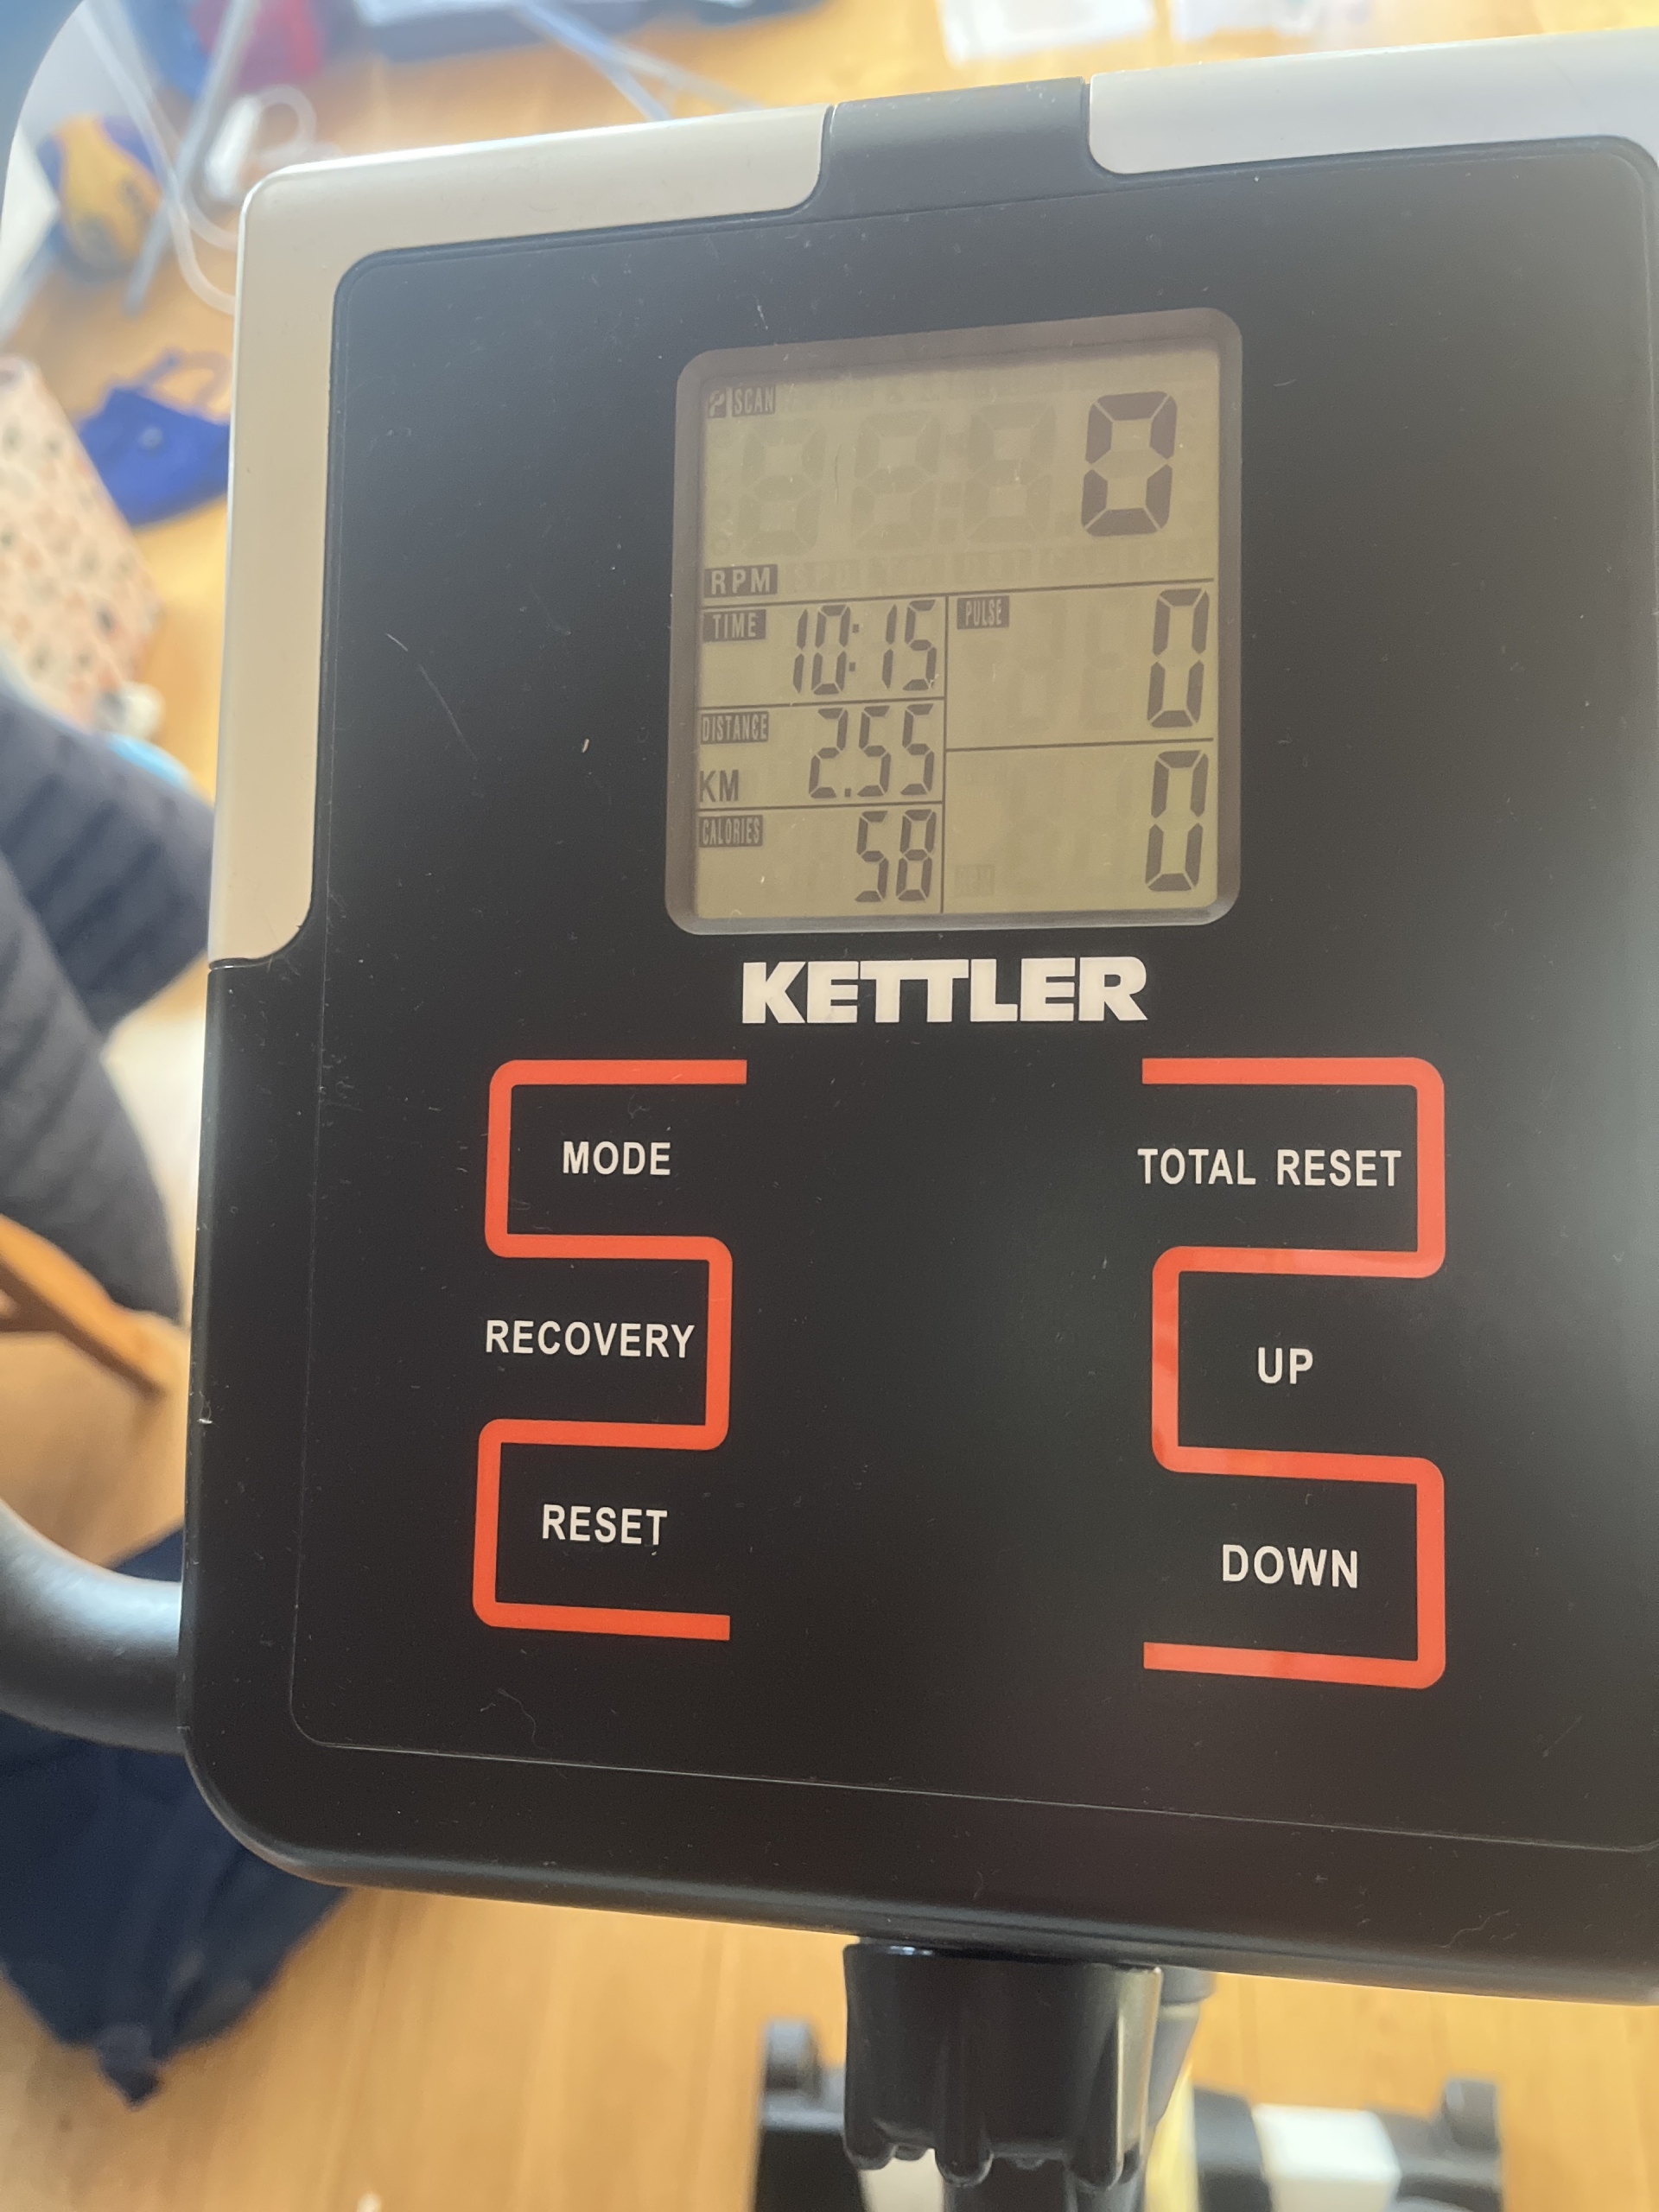 SCAN
0
RPM
TIME 10:15 PULSE 0
DISTANCE
KM 2.55
CALORIES 58 0
KETTLER
MODE TOTAL RESET
RECOVERY UP
RESET DOWN